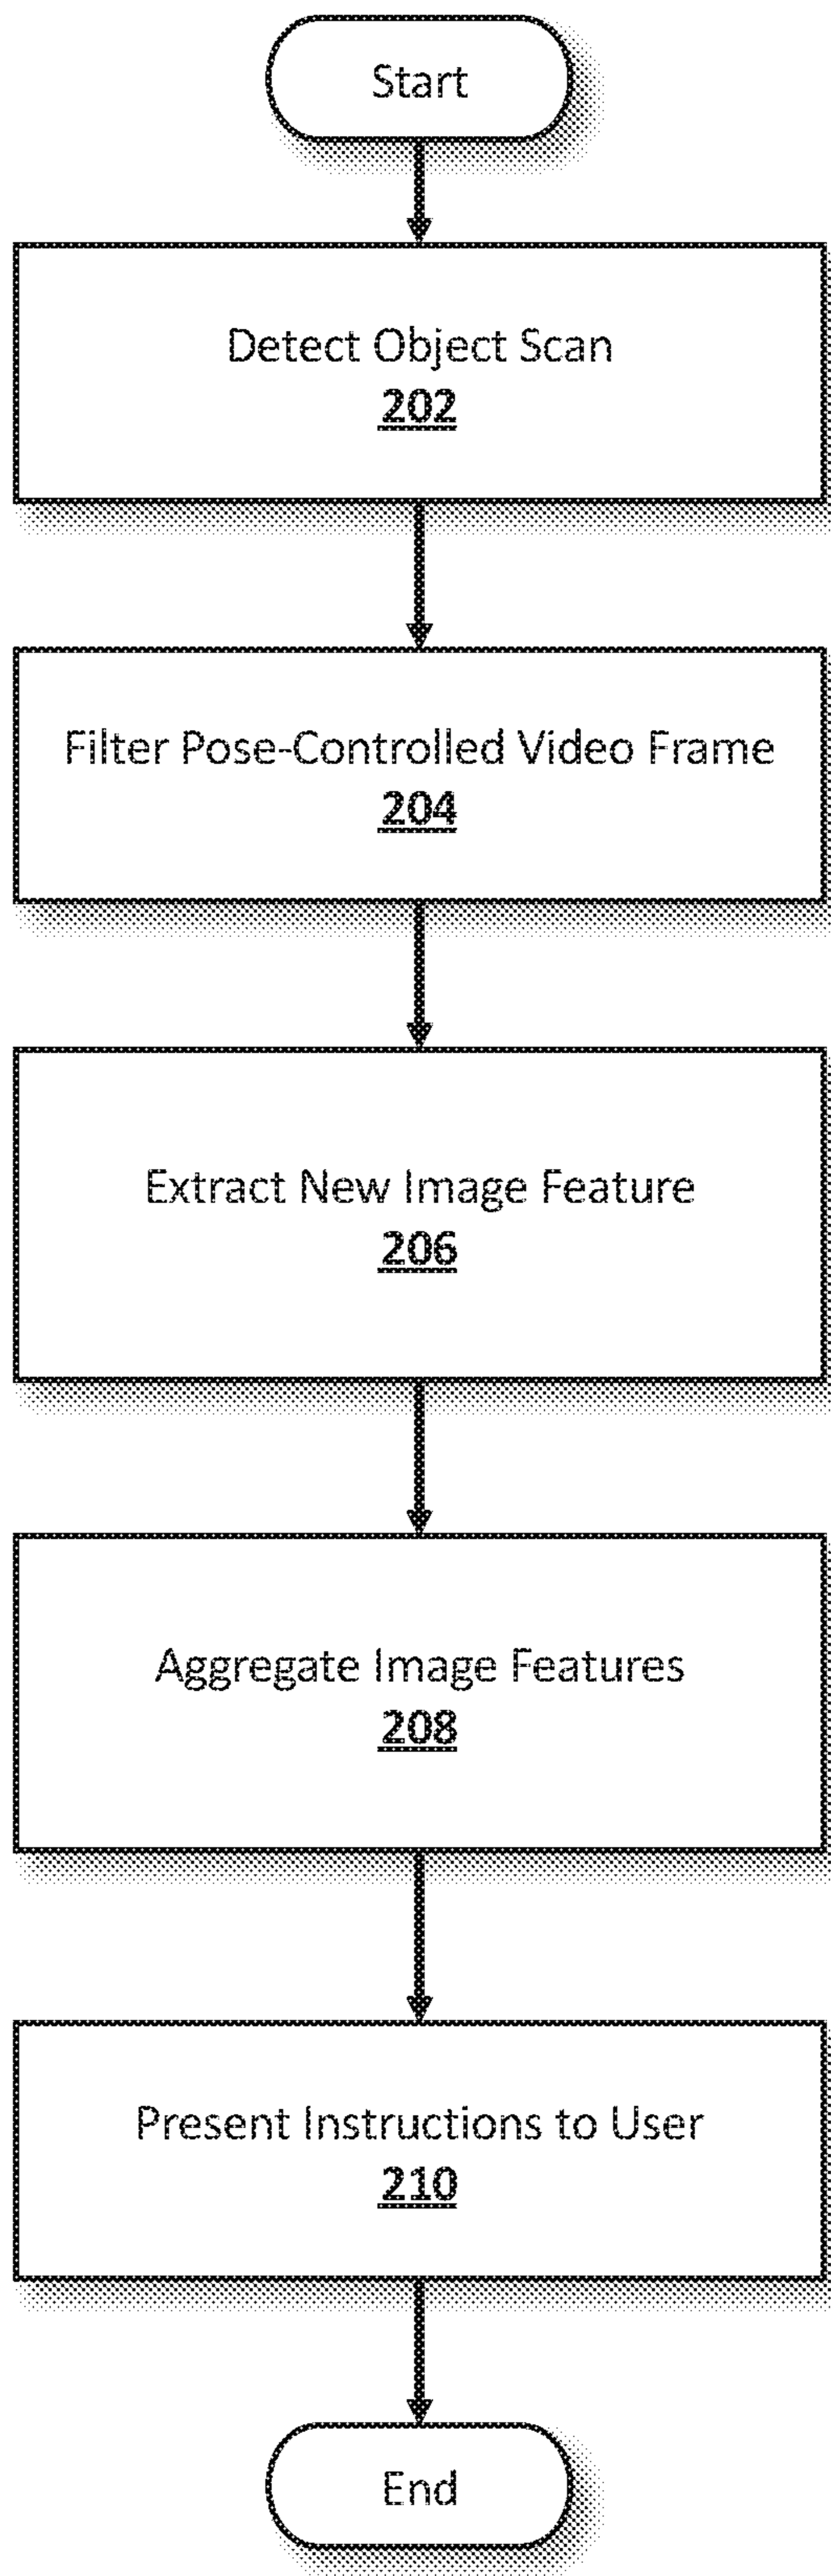 Start
Detect Object Scan
202
Filter Pose-Controlled Video Frame
204
Extract New Image Feature
206
Aggregate Image Features
208
Present Instructions to User
210
End